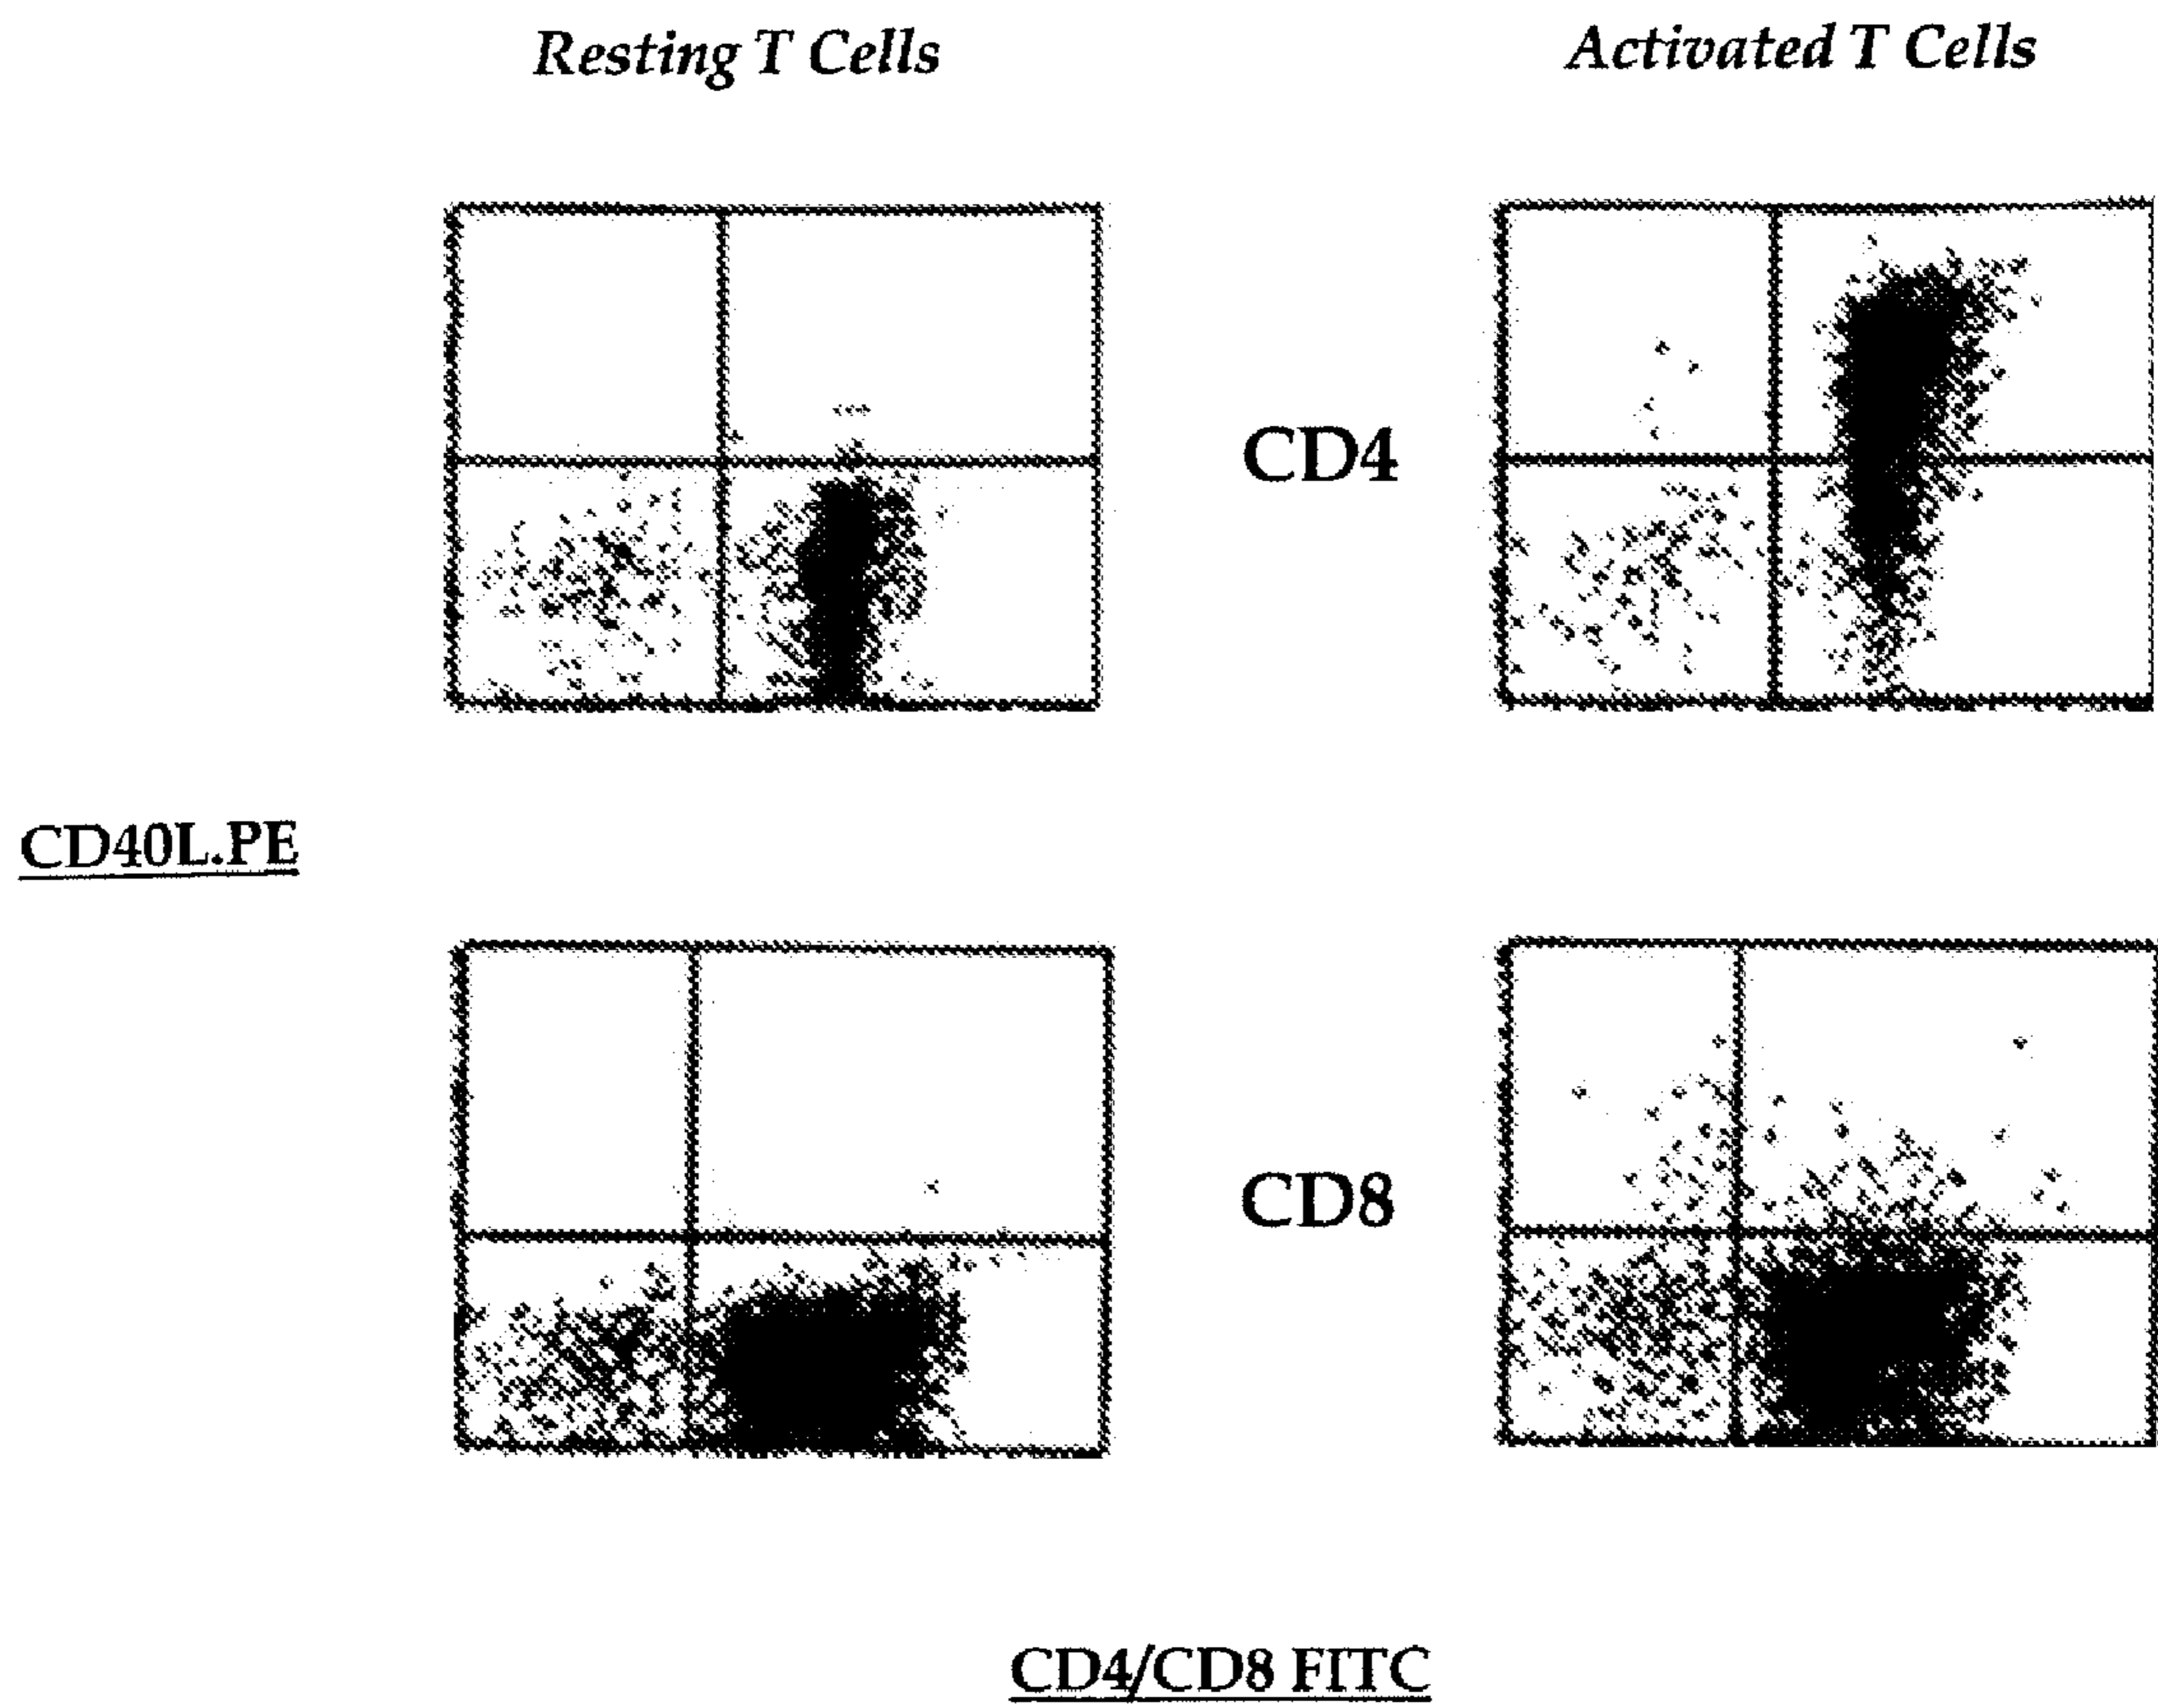 Resting T Cells
Activated T Cells
CD4
CD40L.PE
CD8
CD4/CD8 FITC